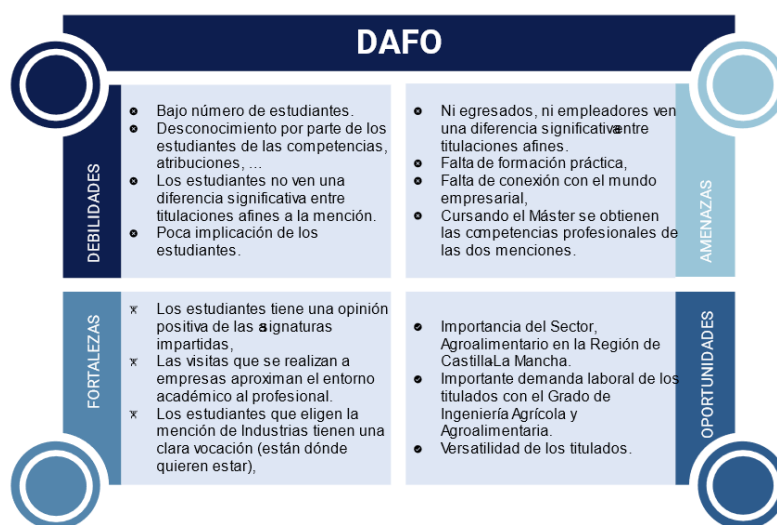 DAFO
DEBILIDADES
Bajo número de estudiantes.
Desconocimiento por parte de los
estudiantes de las competencias,
atribuciones, ...
Los estudiantes no ven una
diferencia significativa entre
titulaciones afines a la mención.
Poca implicación de los
estudiantes.
Ni egresados, ni empleadores ven
una diferencia significativa entre
titulaciones afines.
Falta de formación práctica,
Falta de conexión con el mundo
empresarial,
Cursando el Máster se obtienen
las competencias profesionales de
las dos menciones.
AMENAZAS
FORTALEZAS
Los estudiantes tiene una opinión
positiva de las asignaturas
impartidas,
Las visitas que se realizan a
empresas aproximan el entorno
académico al profesional.
Los estudiantes que eligen la
mención de Industrias tienen una
clara vocación (están dónde
quieren estar),
Importancia del Sector,
Agroalimentario en la Región de
Castilla-La Mancha.
Importante demanda laboral de los
titulados con el Grado de
Ingeniería Agrícola y
Agroalimentaria.
Versatilidad de los titulados.
OPORTUNIDADES